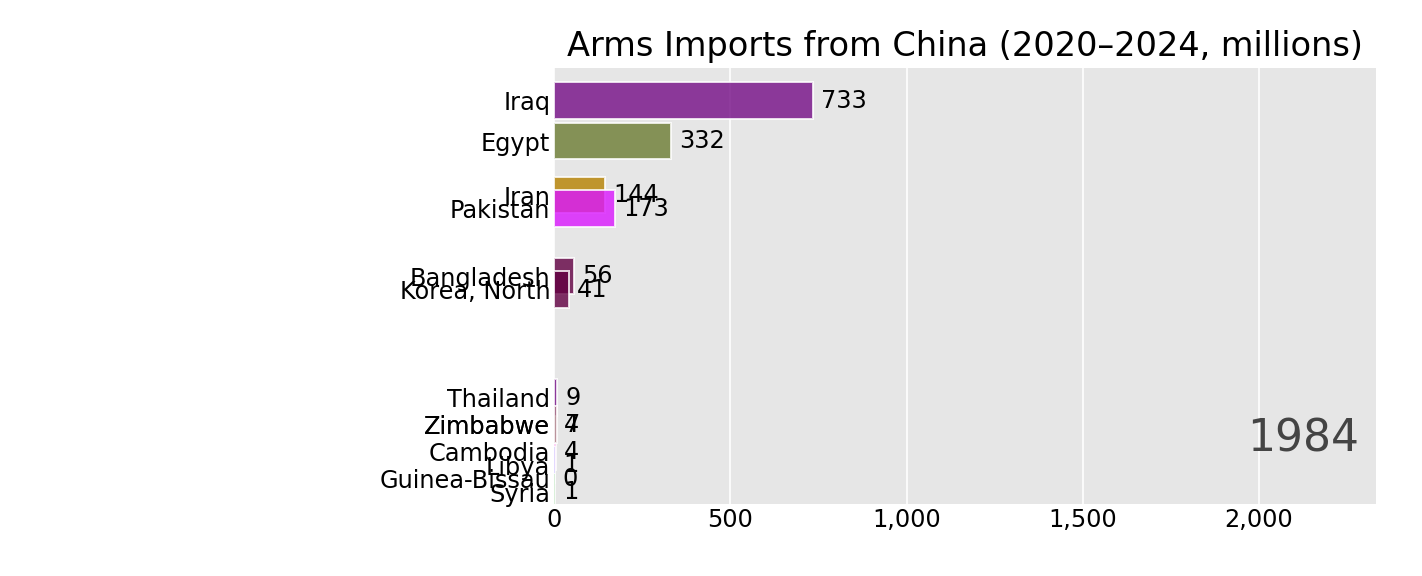 Arms Imports from China (2020–2024, millions)
Iraq 733
Egypt 332
Iran 144
Pakistan 173
Bangladesh 56
Korea, North 41
Thailand 9
Zimbabwe 4
Cambodia 4
Libya 1
Guinea-Bissau 0
Syria 1
1984
0 500 1,000 1,500 2,000